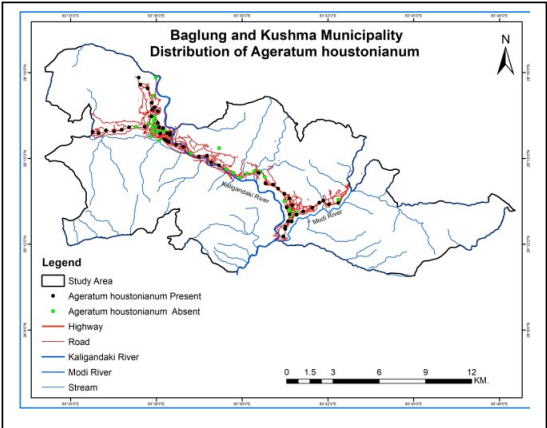 Baglung and Kushma Municipality
Distribution of Ageratum houstonianum
N
Kaligandaki River
Modi River
Legend
Study Area
Ageratum houstonianum Present
Ageratum houstonianum Absent
Highway
Road
Kaligandaki River
Modi River
Stream
0 1.5 3 6 9 12
KM.